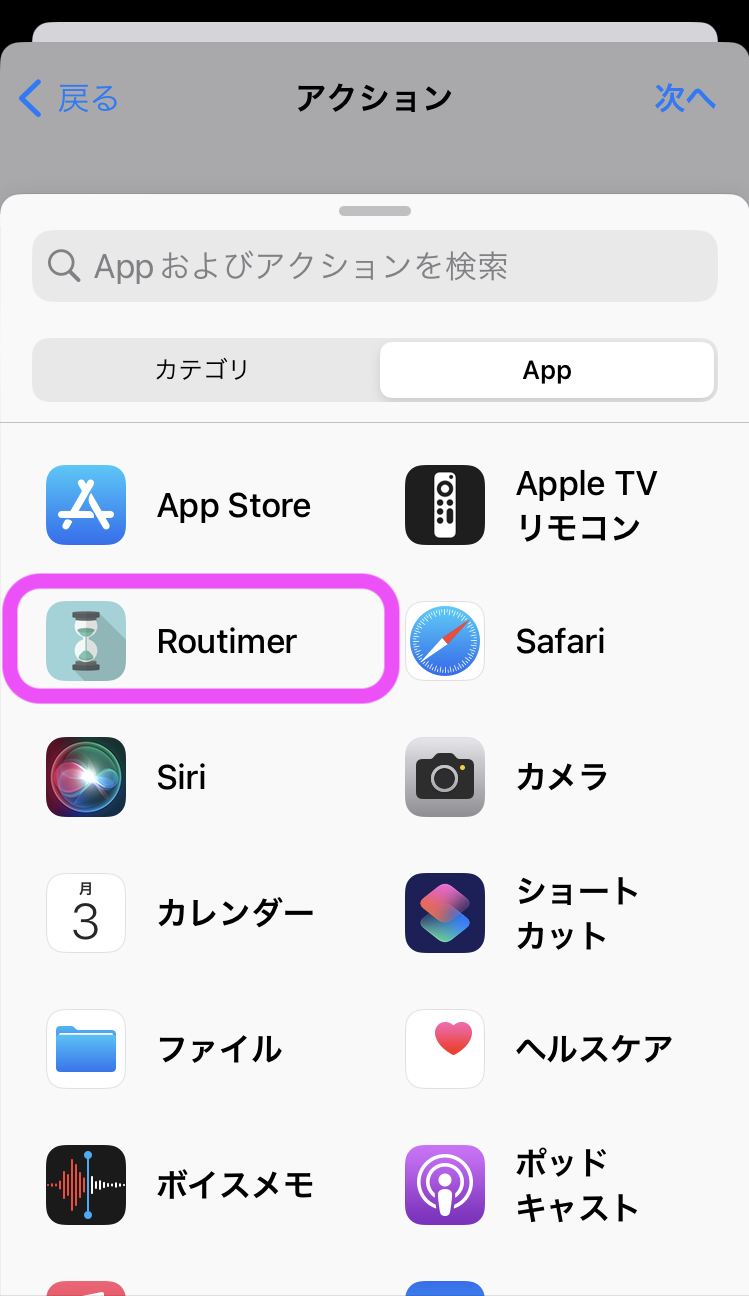 戻る
アクション
次へ
Appおよびアクションを検索
カテゴリ
App
App Store
Apple TV
リモコン
Routimer
Safari
Siri
カメラ
月
3
カレンダー
ショート
カット
ファイル
ヘルスケア
ボイスメモ
ポッド
キャスト